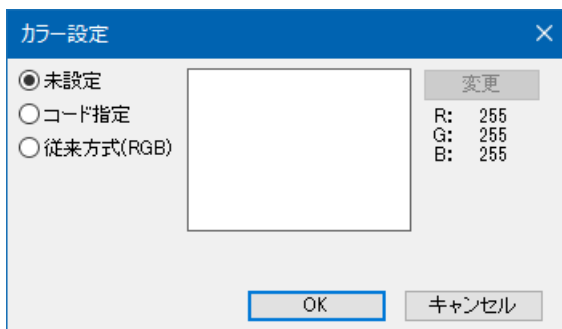 カラー設定
未設定
コード指定
従来方式(RGB)
変更
R: 255
G: 255
B: 255
OK
キャンセル